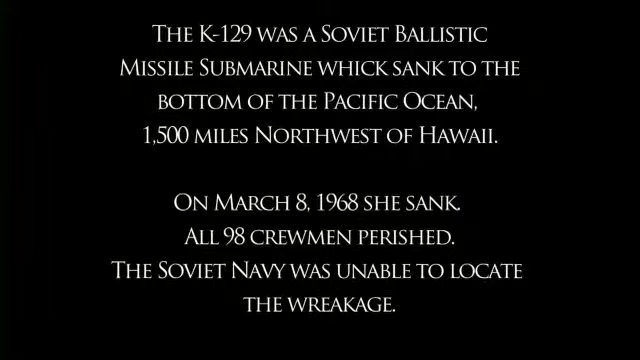 The K-129 was a Soviet Ballistic
Missile Submarine whick sank to the
bottom of the Pacific Ocean,
1,500 miles Northwest of Hawaii.
On March 8, 1968 she sank.
All 98 crewmen perished.
The Soviet Navy was unable to locate
the wreakage.